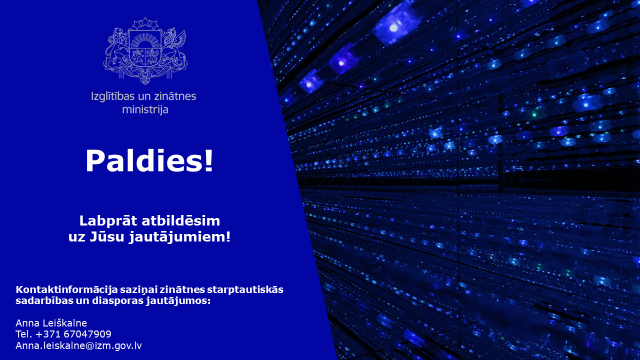 Izglītības un zinātnes
ministrija
Paldies!
Labprāt atbildēsim
uz Jūsu jautājumiem!
Kontaktinformācija saziņai zinātnes starptautiskās
sadarbības un diasporas jautājumos:
Anna Leiškalne
Tel. +371 67047909
Anna.leiskalne@izm.gov.lv